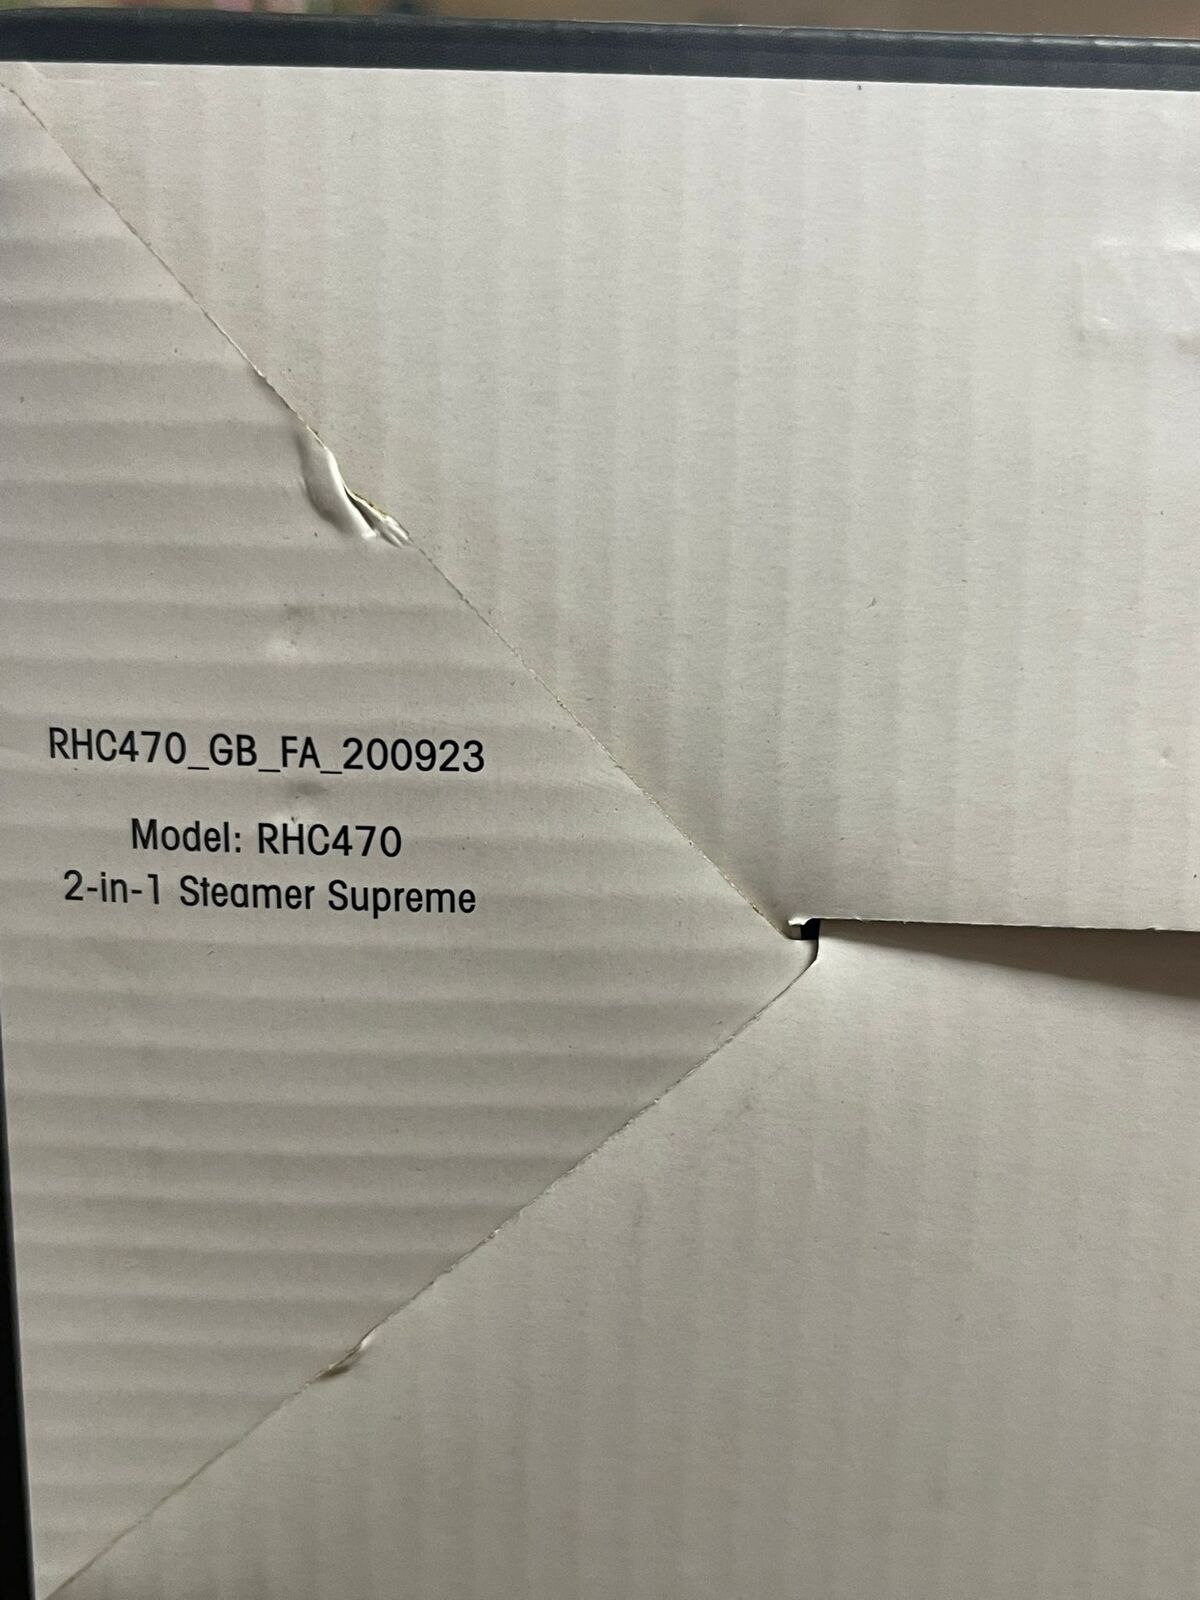 RHC470_GB_FA_200923
Model: RHC470
2-in-1 Steamer Supreme